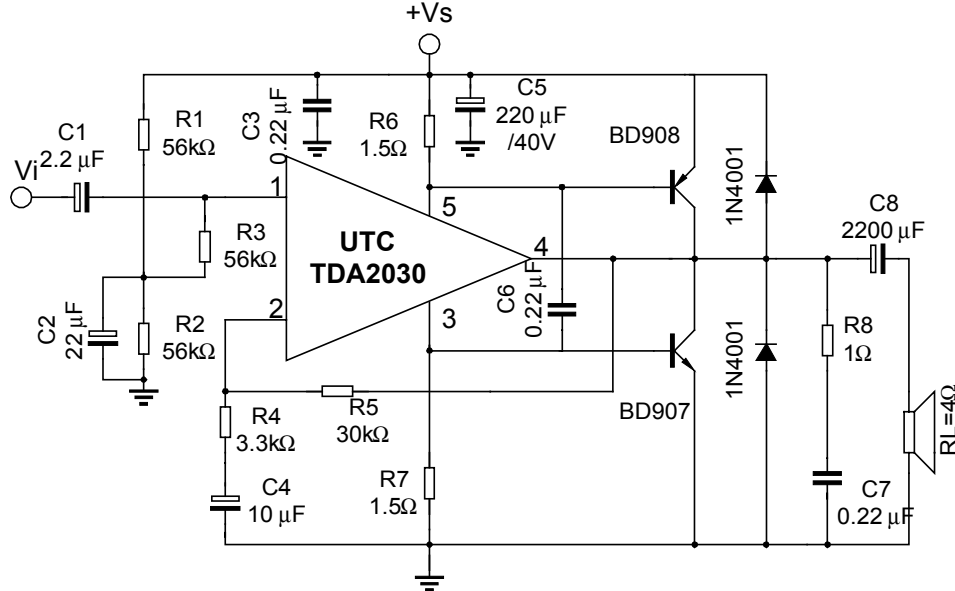 +Vs
C5
220 μF
/40V
C3
0.22 μF
R6
1.5Ω
BD908
1N4001
R1
56kΩ
C1
2.2 μF
Vi
1
5
C8
2200 μF
R3
56kΩ
UTC
TDA2030
4
C6
0.22 μF
2
3
C2
22 μF
R2
56kΩ
1N4001
R8
1Ω
R4
3.3kΩ
R5
30kΩ
BD907
RL=4Ω
C4
10 μF
R7
1.5Ω
C7
0.22 μF